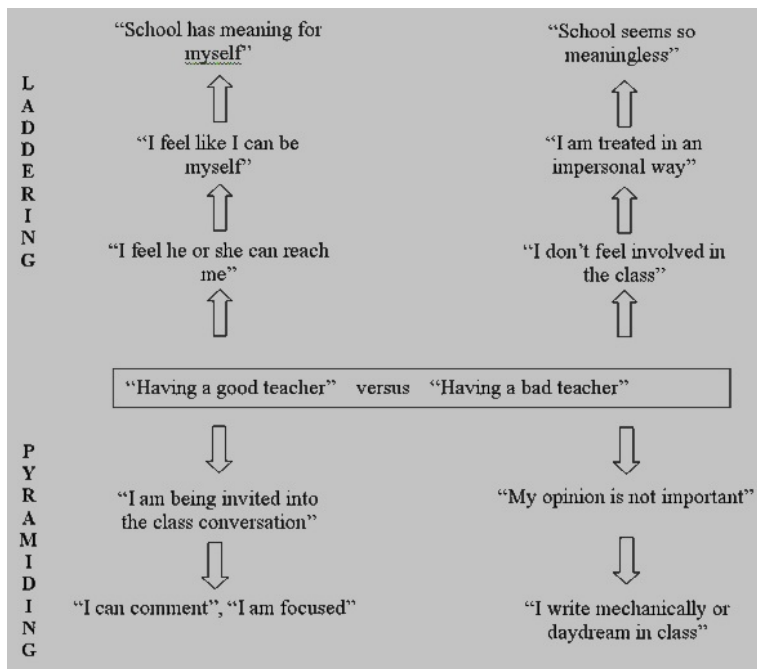 LADDERING
“School has meaning for
myself”
“School seems so
meaningless”
“I feel like I can be
myself”
“I am treated in an
impersonal way”
“I feel he or she can reach
me”
“I don’t feel involved in
the class”
“Having a good teacher” versus “Having a bad teacher”
PYRAMIDING
“I am being invited into
the class conversation”
“My opinion is not important”
“I can comment”, “I am focused”
“I write mechanically or
daydream in class”